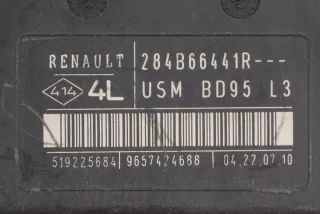 RENAULT 284B66441R---
414 4L USM BD95 L3
519225684 9657424688 04.27.07.10